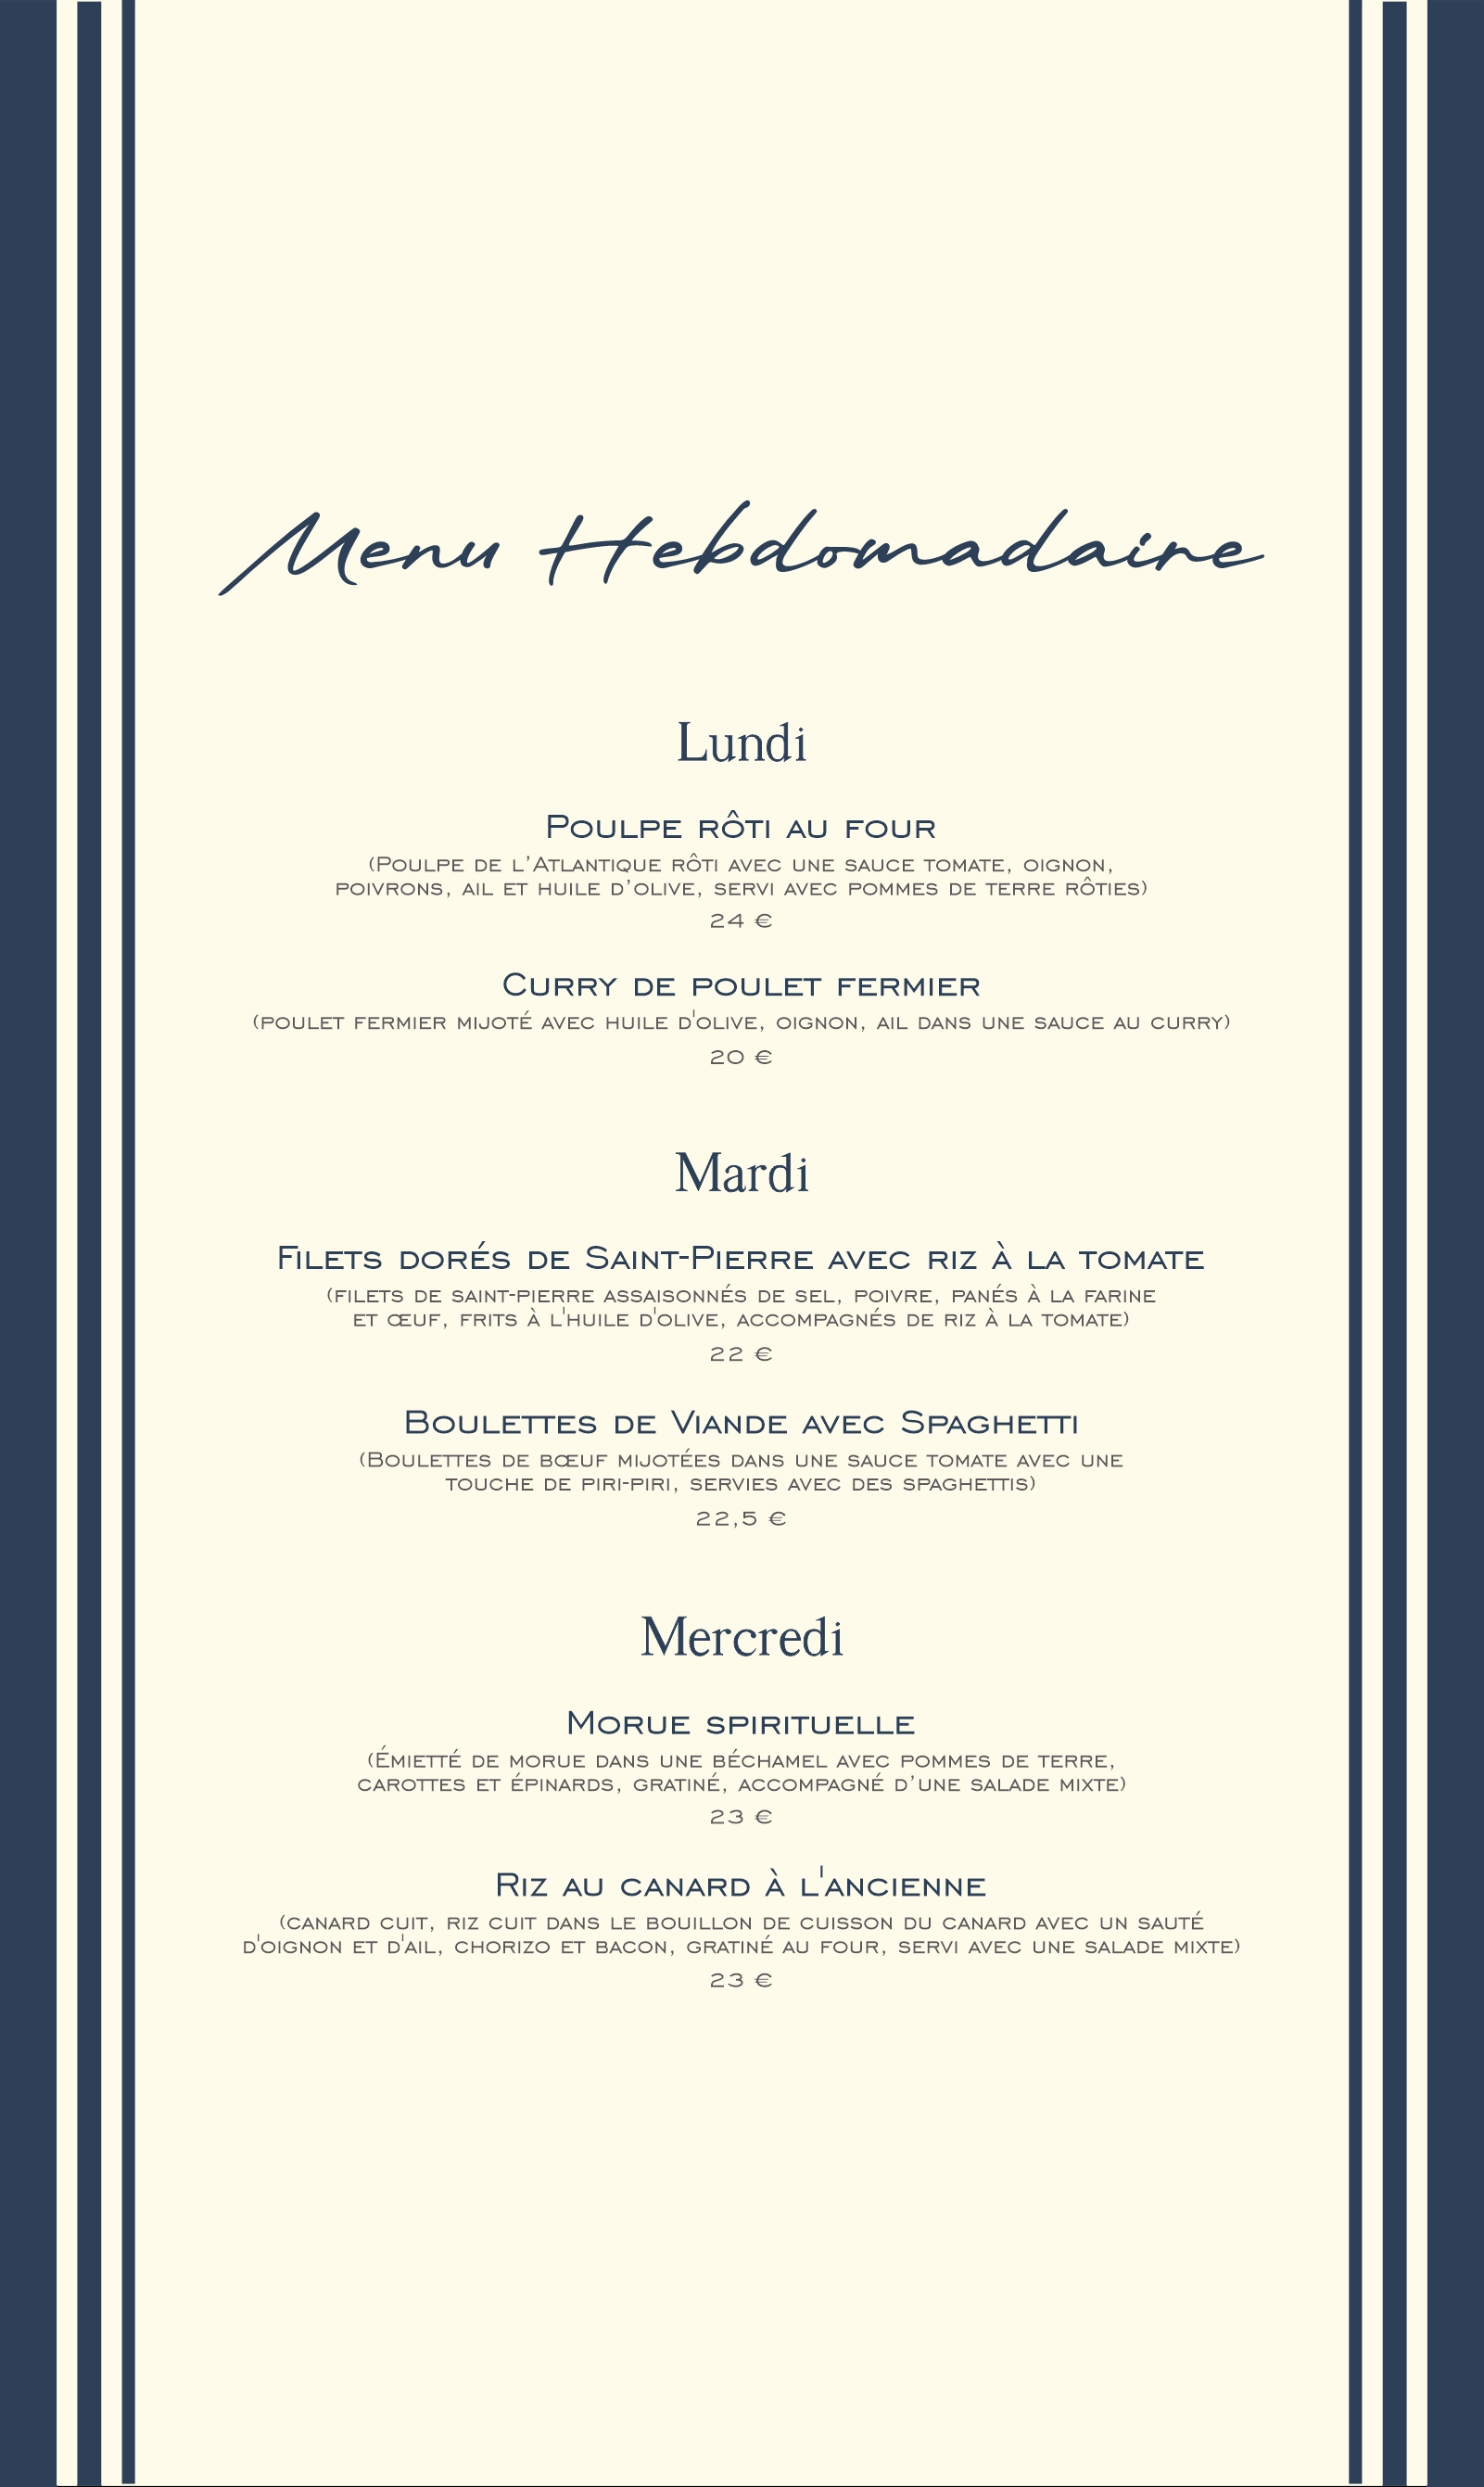 Menu Hebdomadaire
Lundi
Poulpe rôti au four
(Poulpe de l’Atlantique rôti avec une sauce tomate, oignon,
poivrons, ail et huile d’olive, servi avec pommes de terre rôties)
24 €
Curry de poulet fermier
(poulet fermier mijoté avec huile d'olive, oignon, ail dans une sauce au curry)
20 €
Mardi
Filets dorés de Saint-Pierre avec riz à la tomate
(filets de saint-pierre assaisonnés de sel, poivre, panés à la farine
et œuf, frits à l'huile d'olive, accompagnés de riz à la tomate)
22 €
Boulettes de Viande avec Spaghetti
(Boulettes de bœuf mijotées dans une sauce tomate avec une
touche de piri-piri, servies avec des spaghettis)
22,5 €
Mercredi
Morue spirituelle
(Émietté de morue dans une béchamel avec pommes de terre,
carottes et épinards, gratiné, accompagné d’une salade mixte)
23 €
Riz au canard à l'ancienne
(canard cuit, riz cuit dans le bouillon de cuisson du canard avec un sauté
d'oignon et d'ail, chorizo et bacon, gratiné au four, servi avec une salade mixte)
23 €